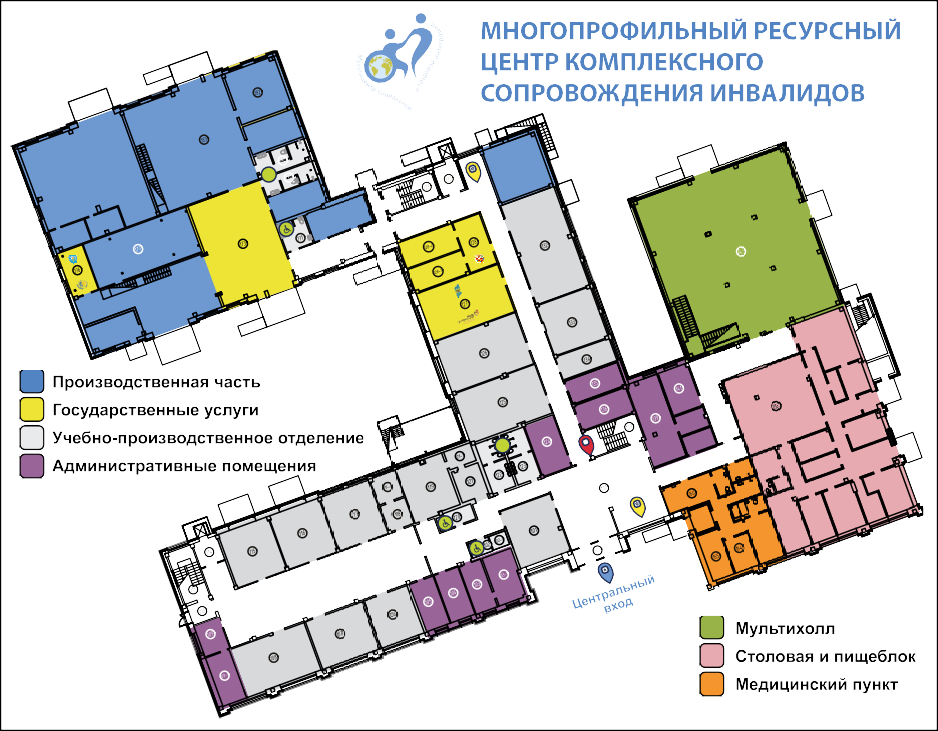 МНОГОПРОФИЛЬНЫЙ РЕСУРСНЫЙ
ЦЕНТР КОМПЛЕКСНОГО
СОПРОВОЖДЕНИЯ ИНВАЛИДОВ
Производственная часть
Государственные услуги
Учебно-производственное отделение
Административные помещения
Центральный
вход
Мультихолл
Столовая и пищеблок
Медицинский пункт